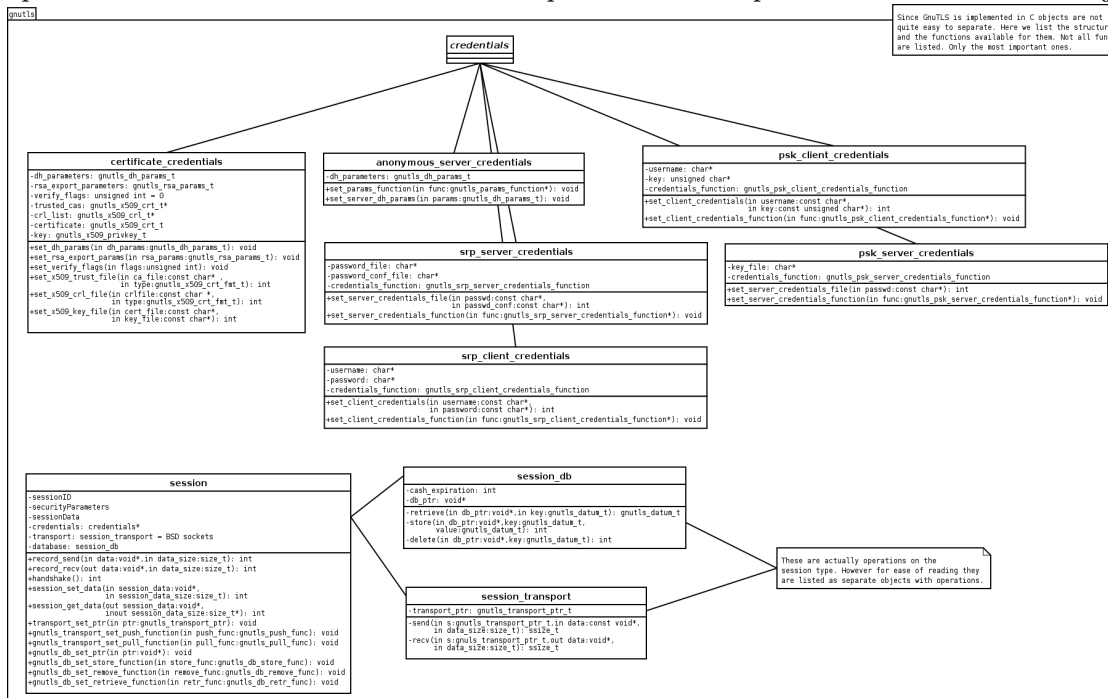 gnutls
Since GnuTLS is implemented in C objects are not
quite easy to separate. Here we list the structur
and the functions available for them. Not all fun
are listed. Only the most important ones.
credentials
certificate_credentials
-dh_parameters: gnutls_dh_params_t
-rsa_export_parameters: gnutls_rsa_params_t
-verify_flags: unsigned int = 0
-trusted_cas: gnutls_x509_crt_t*
-crl_list: gnutls_x509_crl_t*
-certificate: gnutls_x509_crt_t
-key: gnutls_x509_privkey_t
+set_dh_params(in dh_params:gnutls_dh_params_t): void
+set_rsa_export_params(in rsa_params:gnutls_rsa_params_t): void
+set_verify_flags(in flags:unsigned int): void
+set_x509_trust_file(in ca_file:const char* ,
in type:gnutls_x509_crt_fmt_t): int
+set_x509_crl_file(in crlfile:const char *,
in type:gnutls_x509_crt_fmt_t): int
+set_x509_key_file(in cert_file:const char*,
in key_file:const char*): int
anonymous_server_credentials
-dh_parameters: gnutls_dh_params_t
+set_params_function(in func:gnutls_params_function*): void
+set_server_dh_params(in params:gnutls_dh_params_t): void
psk_client_credentials
-username: char*
-key: unsigned char*
-credentials_function: gnutls_psk_client_credentials_function
+set_client_credentials(in username:const char*,
in key:const unsigned char*): int
+set_client_credentials_function(in func:gnutls_psk_client_credentials_function*): void
srp_server_credentials
-password_file: char*
-password_conf_file: char*
-credentials_function: gnutls_srp_server_credentials_function
+set_server_credentials_file(in passwd:const char*,
in passwd_conf:const char*): int
+set_server_credentials_function(in func:gnutls_srp_server_credentials_function*): void
psk_server_credentials
-key_file: char*
-credentials_function: gnutls_psk_server_credentials_function
+set_server_credentials_file(in passwd:const char*): int
+set_server_credentials_function(in func:gnutls_psk_server_credentials_function*): void
srp_client_credentials
-username: char*
-password: char*
-credentials_function: gnutls_srp_client_credentials_function
+set_client_credentials(in username:const char*,
in password:const char*): int
+set_client_credentials_function(in func:gnutls_srp_client_credentials_function*): void
session
-sessionID
-securityParameters
-sessionData
-credentials: credentials*
-transport: session_transport = BSD sockets
-database: session_db
+record_send(in data:void*,in data_size:size_t): int
+record_recv(out data:void*,in data_size:size_t): int
+handshake(): int
+session_set_data(in session_data:void*,
in session_data_size:size_t): int
+session_get_data(out session_data:void*,
inout session_data_size:size_t*): int
+transport_set_ptr(in ptr:gnutls_transport_ptr): void
+gnutls_transport_set_push_function(in push_func:gnutls_push_func): void
+gnutls_transport_set_pull_function(in pull_func:gnutls_pull_func): void
+gnutls_db_set_ptr(in ptr:void*): void
+gnutls_db_set_store_function(in store_func:gnutls_db_store_func): void
+gnutls_db_set_remove_function(in remove_func:gnutls_db_remove_func): void
+gnutls_db_set_retrieve_function(in retr_func:gnutls_db_retr_func): void
session_db
-cash_expiration: int
-db_ptr: void*
-retrieve(in db_ptr:void*,in key:gnutls_datum_t): gnutls_datum_t
-store(in db_ptr:void*,key:gnutls_datum_t,
value:gnutls_datum_t): int
-delete(in db_ptr:void*,key:gnutls_datum_t): int
session_transport
-transport_ptr: gnutls_transport_ptr_t
-send(in s:gnutls_transport_ptr_t,in data:const void*,
in data_size:size_t): ssize_t
-recv(in s:gnuls_transport_ptr_t,out data:void*,
in data_size:size_t): ssize_t
These are actually operations on the
session type. However for ease of reading they
are listed as separate objects with operations.